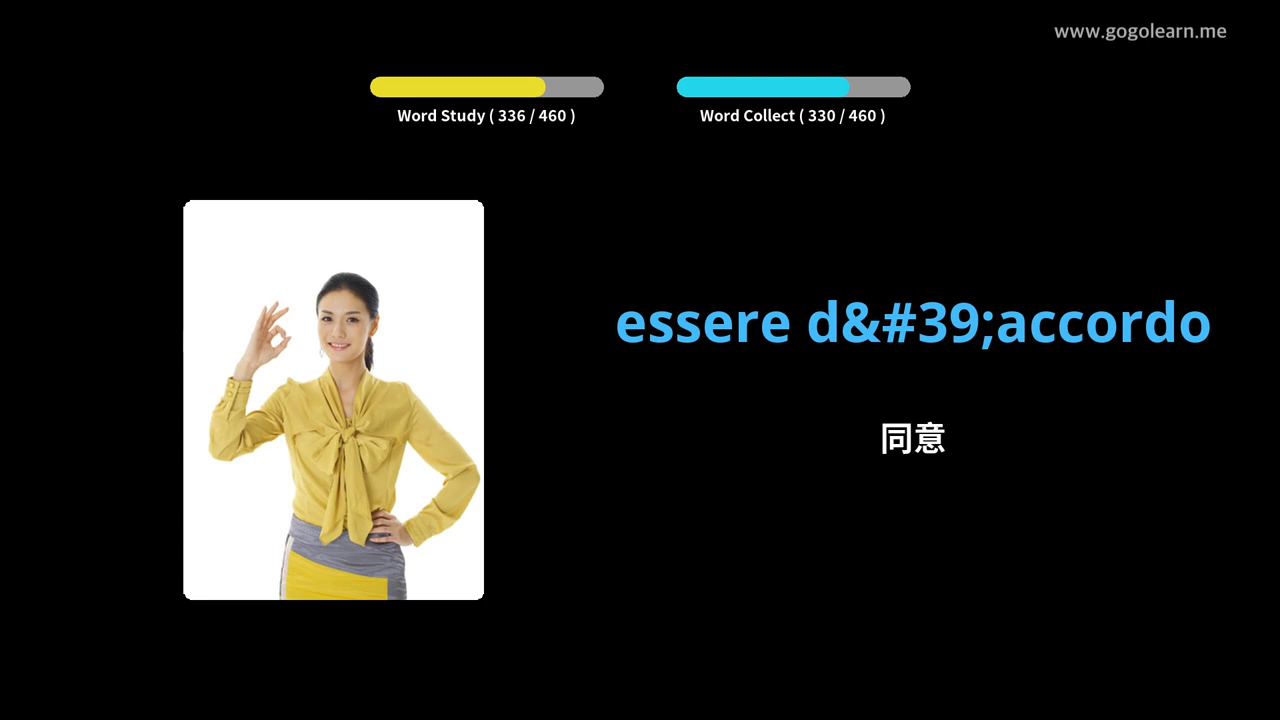 www.gogolearn.me
Word Study ( 336 / 460 )
Word Collect ( 330 / 460 )
essere d&#39;accordo
同意